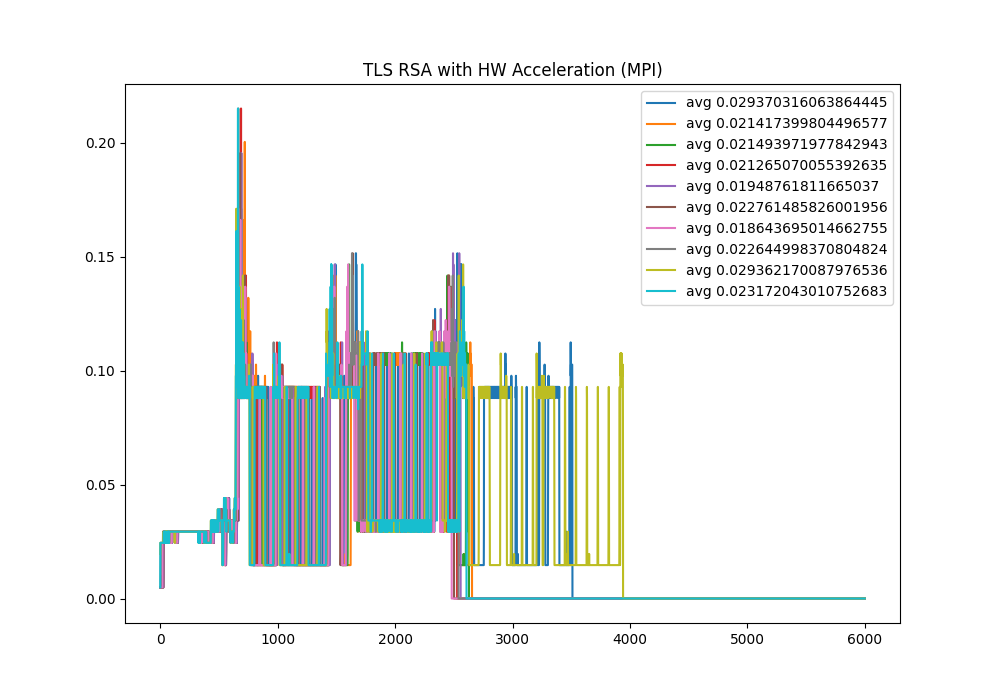 TLS RSA with HW Acceleration (MPI)
avg 0.029370316063864445
avg 0.021417399804496577
avg 0.021493971977842943
avg 0.021265070055392635
avg 0.01948761811665037
avg 0.022761485826001956
avg 0.018643695014662755
avg 0.022644998370804824
avg 0.029362170087976536
avg 0.023172043010752683
0.20
0.15
0.10
0.05
0.00
0 1000 2000 3000 4000 5000 6000